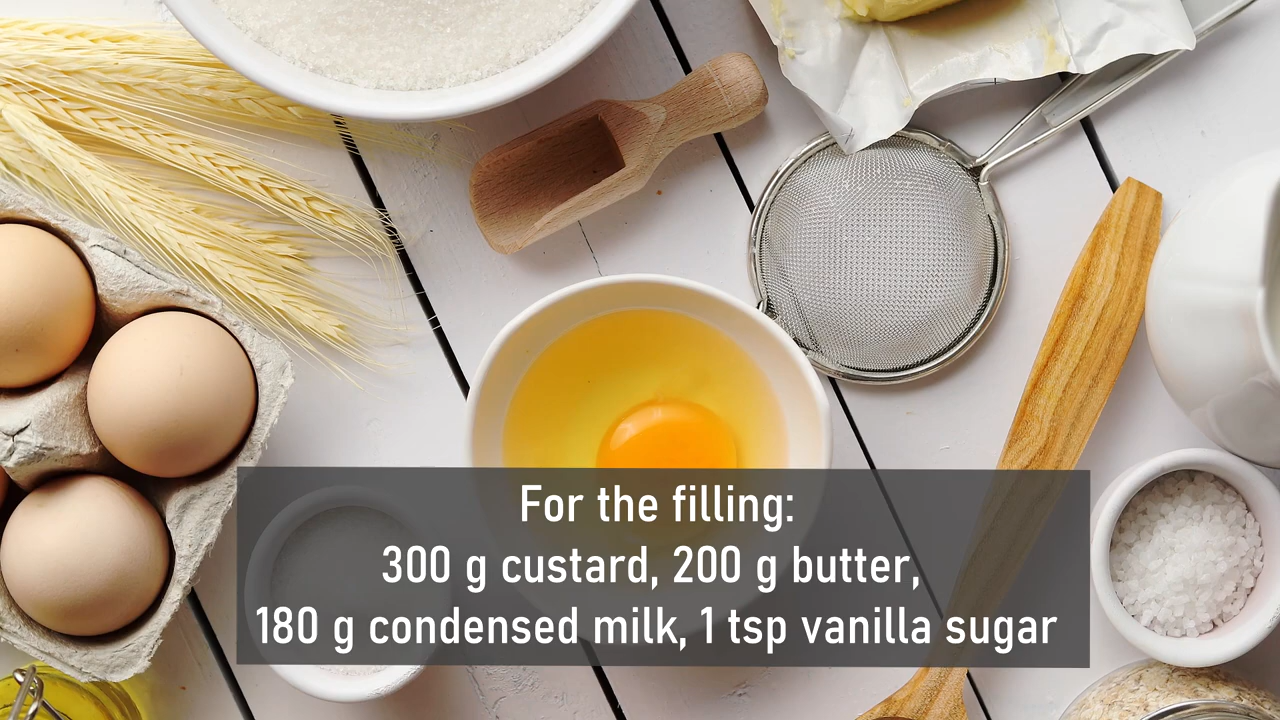 For the filling:
300 g custard, 200 g butter,
180 g condensed milk, 1 tsp vanilla sugar